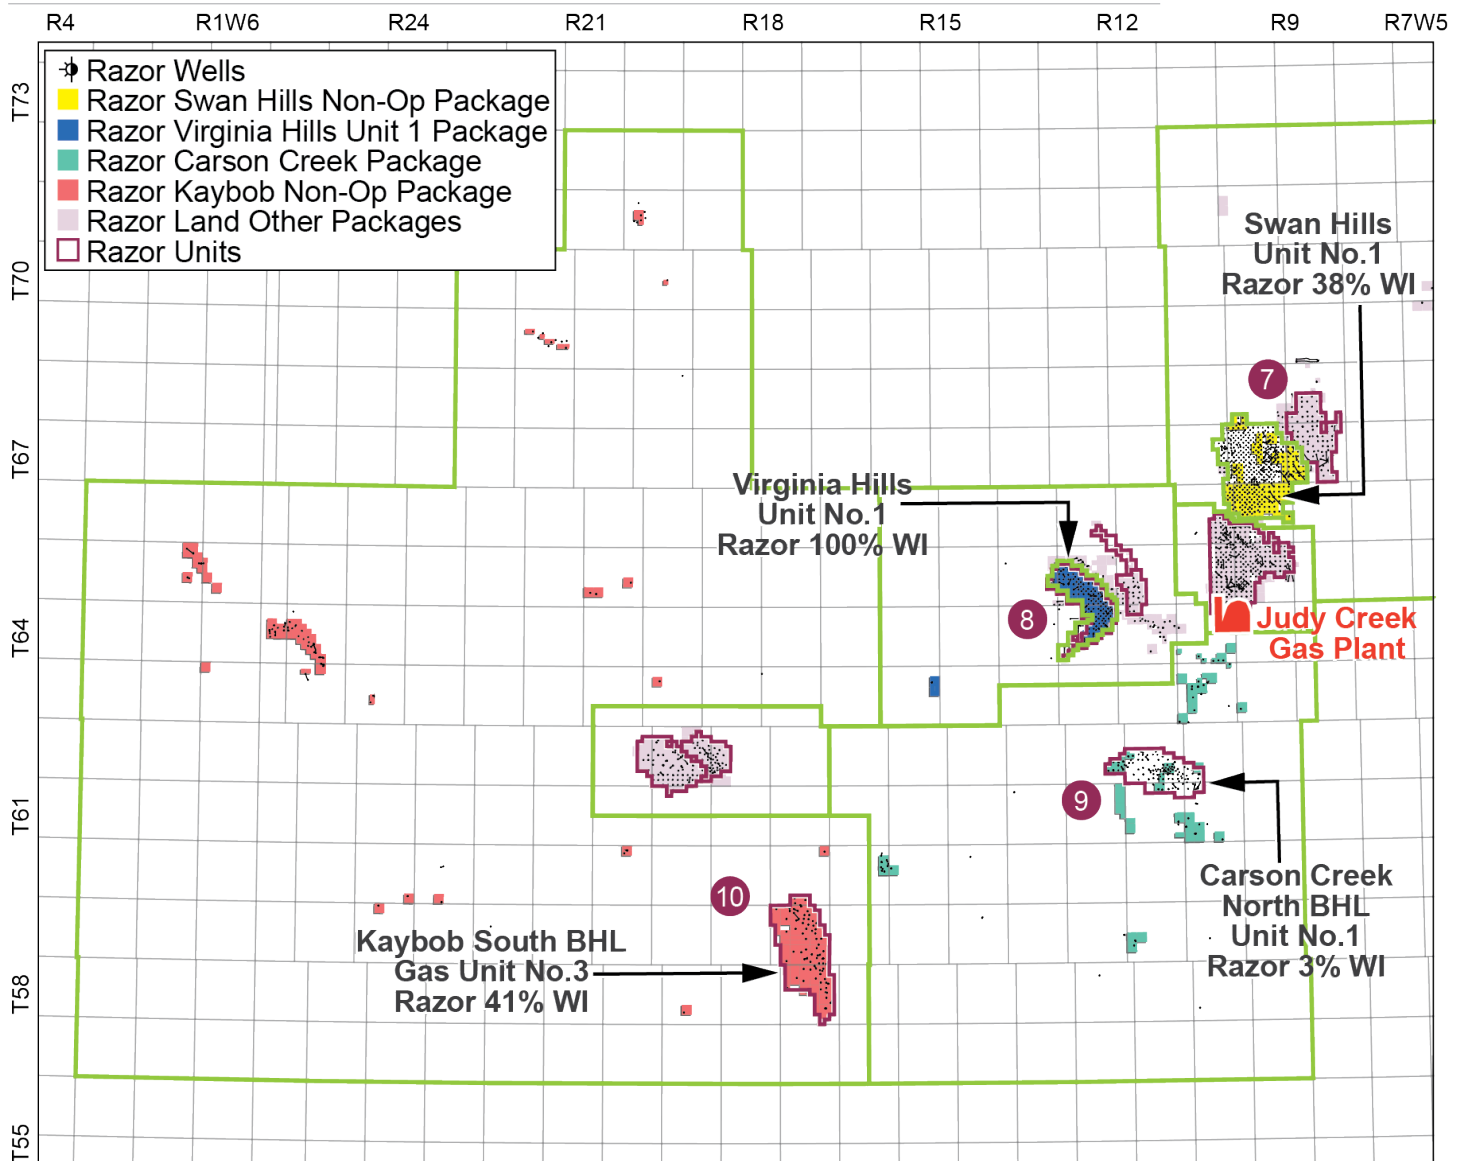 R4 R1W6 R24 R21 R18 R15 R12 R9 R7W5
T73
T70
T67
T64
T61
T58
T55
Razor Wells
Razor Swan Hills Non-Op Package
Razor Virginia Hills Unit 1 Package
Razor Carson Creek Package
Razor Kaybob Non-Op Package
Razor Land Other Packages
Razor Units
Swan Hills
Unit No.1
Razor 38% WI
7
Virginia Hills
Unit No.1
Razor 100% WI
8
Judy Creek
Gas Plant
9
Carson Creek
North BHL
Unit No.1
Razor 3% WI
10
Kaybob South BHL
Gas Unit No.3
Razor 41% WI